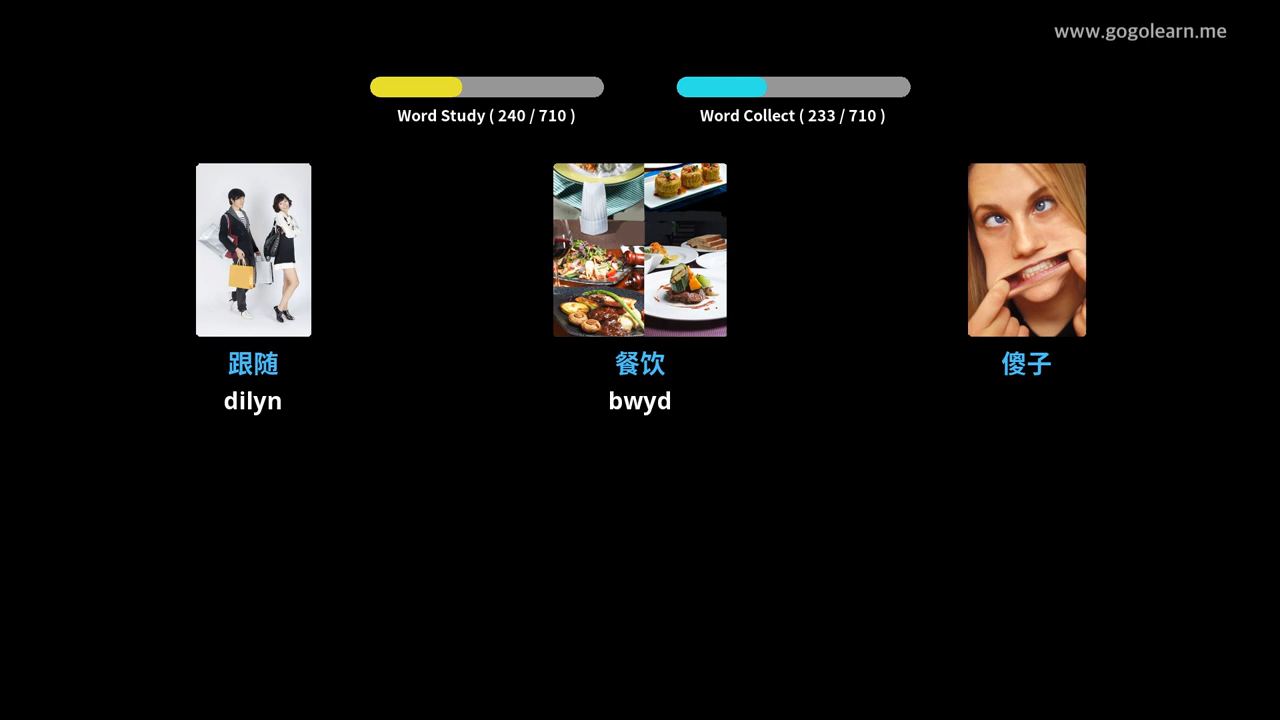 www.gogolearn.me
Word Study ( 240 / 710 )
Word Collect ( 233 / 710 )
跟随
餐饮
傻子
dilyn
bwyd